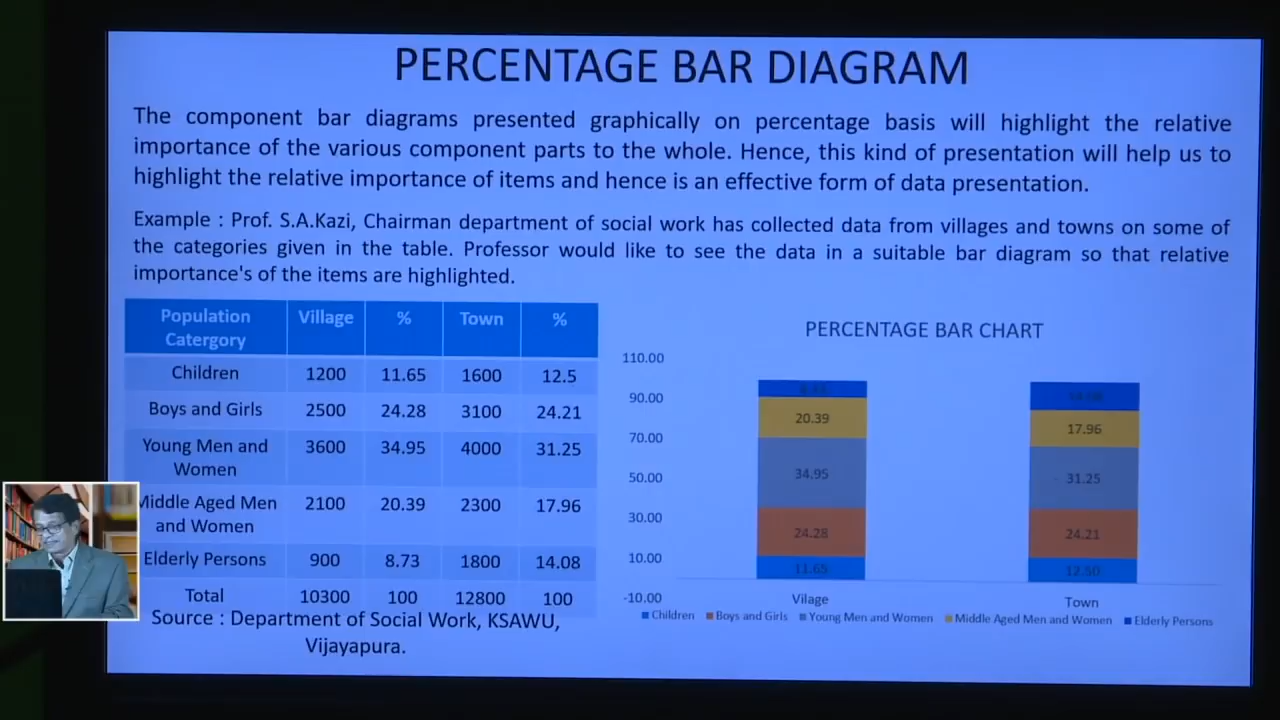 PERCENTAGE BAR DIAGRAM
The component bar diagrams presented graphically on percentage basis will highlight the relative
importance of the various component parts to the whole. Hence, this kind of presentation will help us to
highlight the relative importance of items and hence is an effective form of data presentation.
Example : Prof. S.A.Kazi, Chairman department of social work has collected data from villages and towns on some of
the categories given in the table. Professor would like to see the data in a suitable bar diagram so that relative
importance's of the items are highlighted.
Population Village % Town %
Catergory
Children 1200 11.65 1600 12.5
Boys and Girls 2500 24.28 3100 24.21
Young Men and 3600 34.95 4000 31.25
Women
Middle Aged Men 2100 20.39 2300 17.96
and Women
Elderly Persons 900 8.73 1800 14.08
Total 10300 100 12800 100
Source : Department of Social Work, KSAWU,
Vijayapura.
PERCENTAGE BAR CHART
110.00
90.00
20.39 17.96
70.00
34.95 31.25
50.00
30.00
24.28 24.21
10.00
11.65 12.50
-10.00
Vilage Town
Children Boys and Girls Young Men and Women Middle Aged Men and Women Elderly Persons